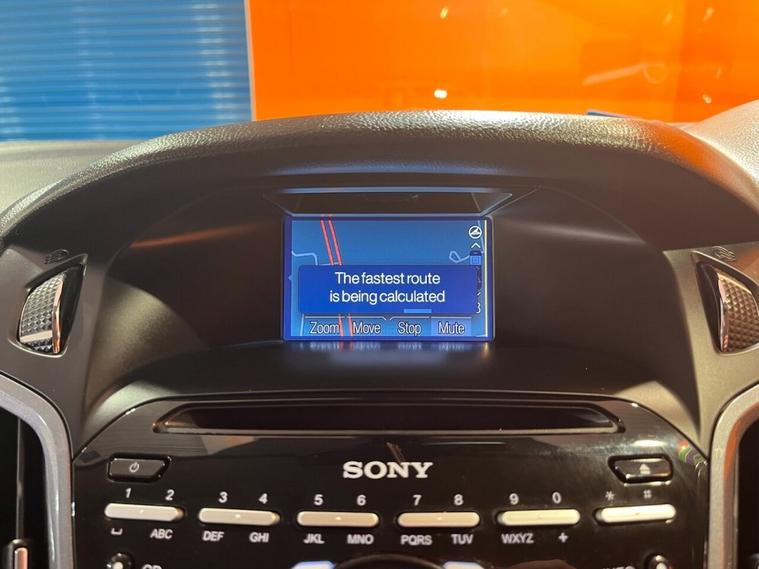 The fastest route
is being calculated
Zoom Move Stop Mute
SONY
1 2 3 4 5 6 7 8 9 0 * #
ABC DEF GHI JKL MNO PQRS TUV WXYZ +
CD